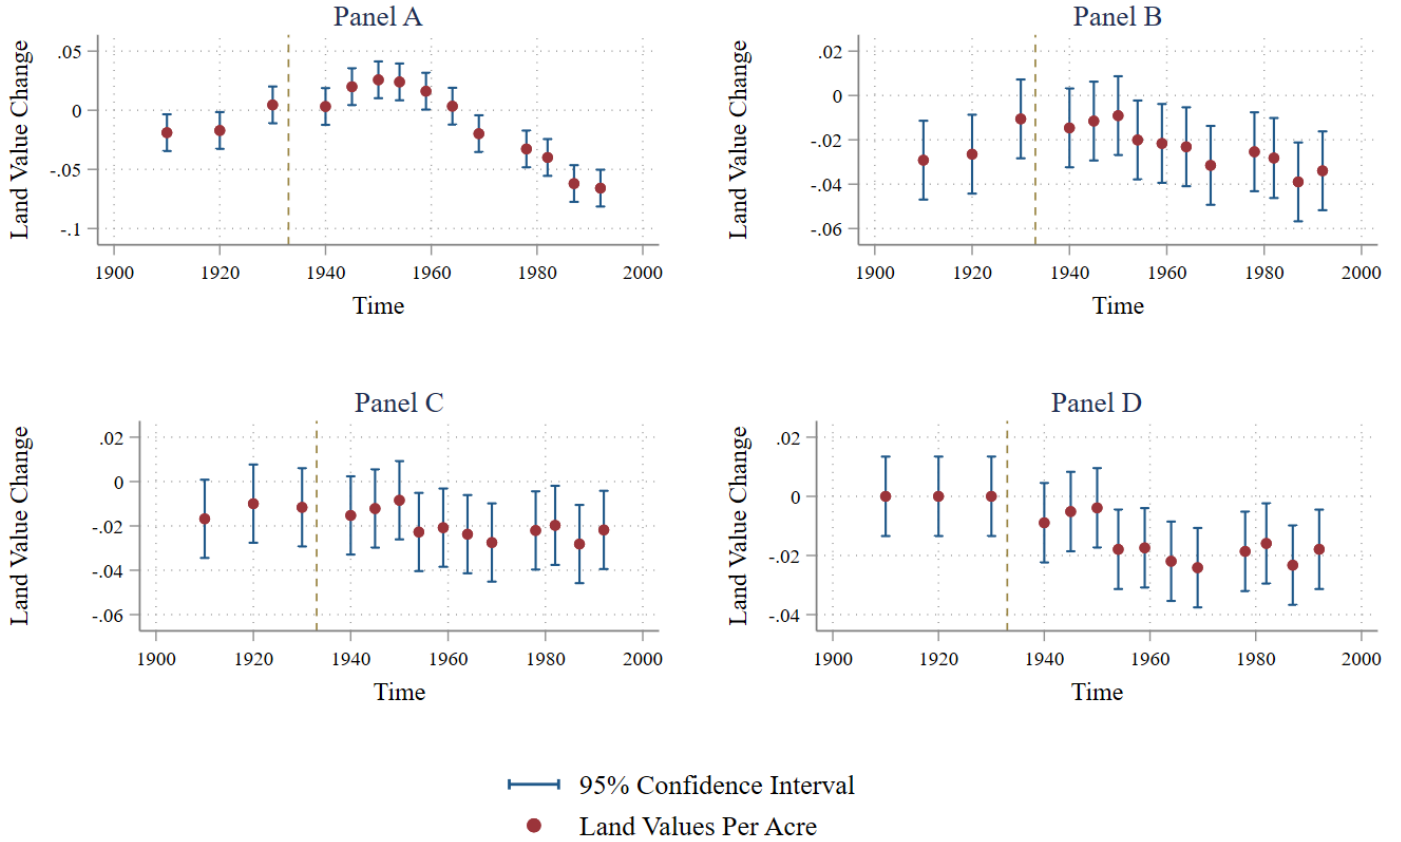 Panel A
Land Value Change
.05
0
-.05
-.1
1900 1920 1940 1960 1980 2000
Time
Panel B
Land Value Change
.02
0
-.02
-.04
-.06
1900 1920 1940 1960 1980 2000
Time
Panel C
Land Value Change
.02
0
-.02
-.04
-.06
1900 1920 1940 1960 1980 2000
Time
Panel D
Land Value Change
.02
0
-.02
-.04
1900 1920 1940 1960 1980 2000
Time
95% Confidence Interval
Land Values Per Acre